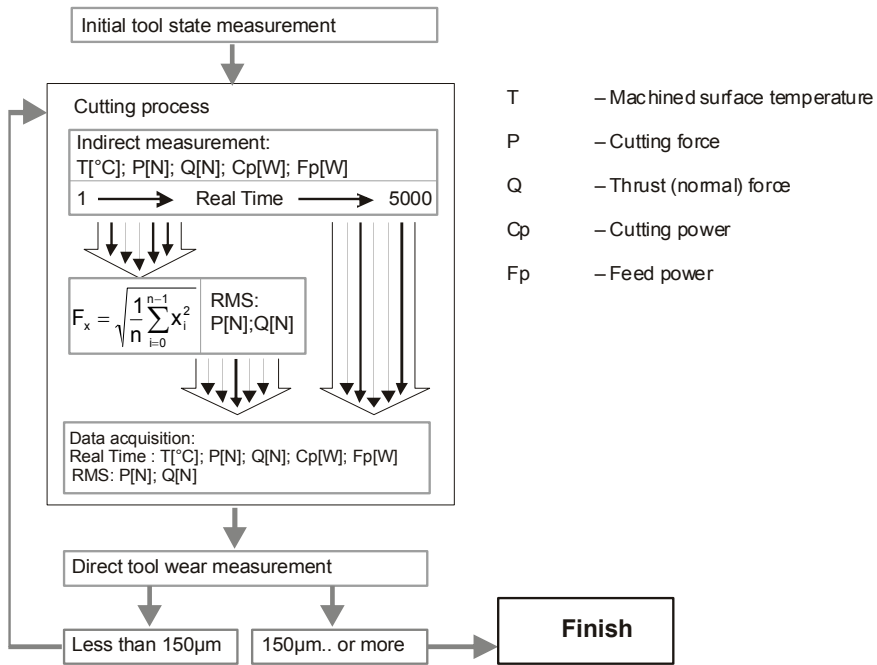 Initial tool state measurement
Cutting process
Indirect measurement:
T[°C]; P[N]; Q[N]; Cp[W]; Fp[W]
1 Real Time 5000
F_x = √(1/n ∑_{i=0}^{n−1} x_i^2)
RMS:
P[N];Q[N]
Data acquisition:
Real Time : T[°C]; P[N]; Q[N]; Cp[W]; Fp[W]
RMS: P[N]; Q[N]
Direct tool wear measurement
Less than 150µm
150µm.. or more
Finish
T – Machined surface temperature
P – Cutting force
Q – Thrust (normal) force
Cp – Cutting power
Fp – Feed power